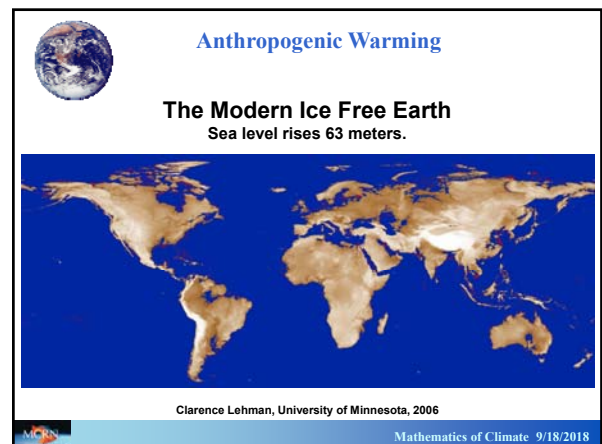 Anthropogenic Warming
The Modern Ice Free Earth
Sea level rises 63 meters.
Clarence Lehman, University of Minnesota, 2006
MCRN
Mathematics of Climate 9/18/2018